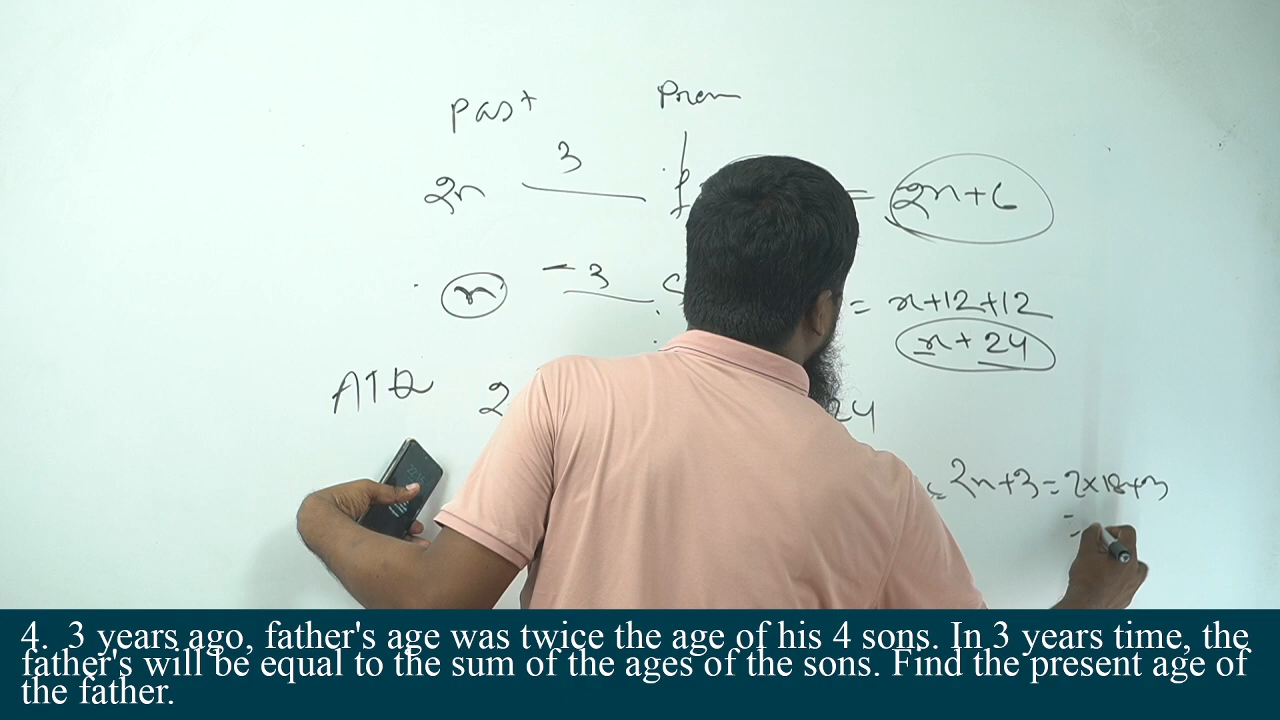 Past Presen
2x 3 = 2x+6
x - 3 S = x+12+12
x + 24
ATQ 2 24
= 2x+3 = 2×18+3
=
4. 3 years ago, father's age was twice the age of his 4 sons. In 3 years time, the
father's will be equal to the sum of the ages of the sons. Find the present age of
the father.